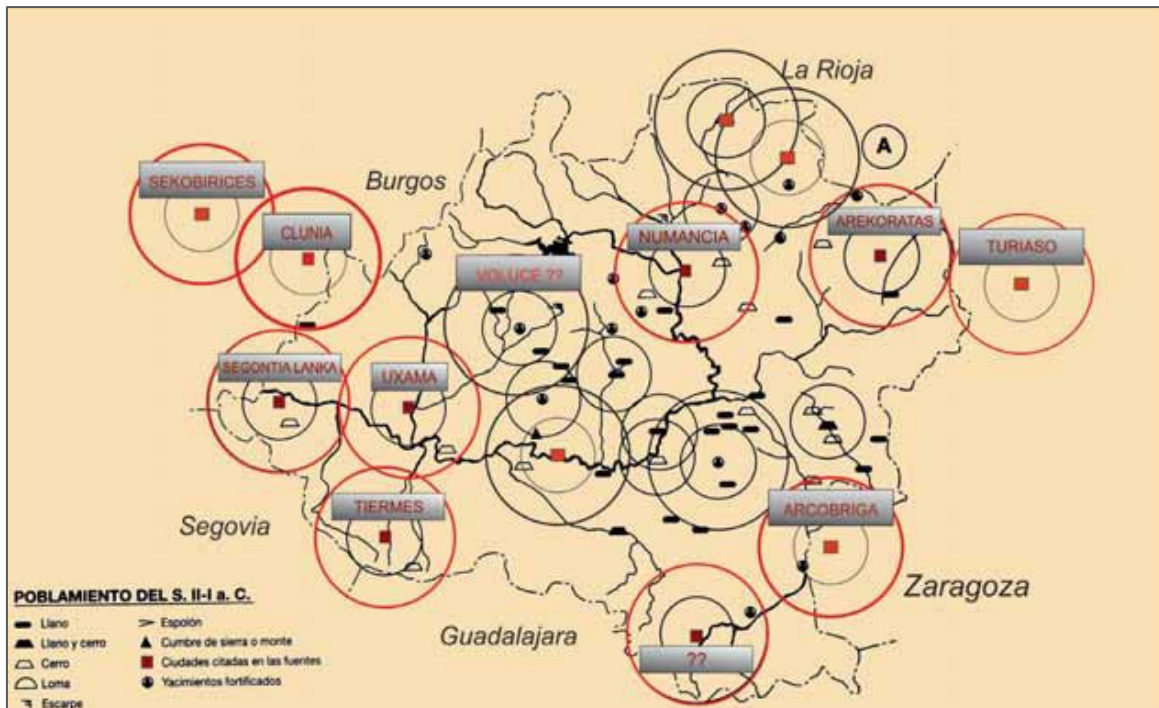 La Rioja
A
SEKOBIRICES
Burgos
CLUNIA
NUMANCIA
AREKORATAS
TURIASO
VOLUCE ??
SEGONTIA LANKA
UXAMA
TIERMES
ARCOBRIGA
Segovia
Zaragoza
Guadalajara
??
POBLAMIENTO DEL S. II-I a. C.
Llano
Llano y cerro
Cerro
Loma
Escarpe
Espolón
Cumbre de sierra o monte
Ciudades citadas en las fuentes
Yacimientos fortificados